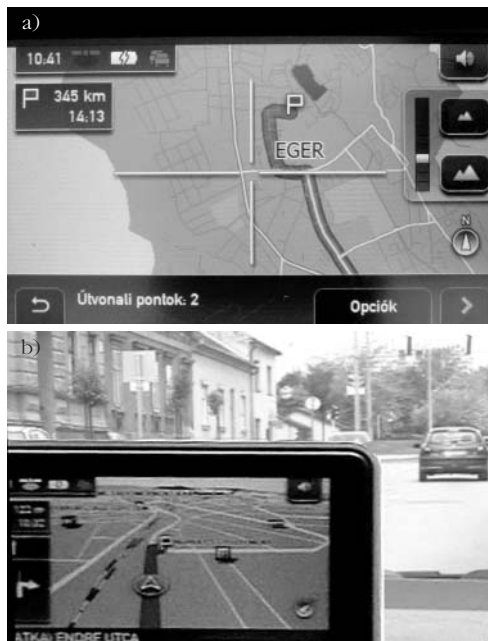 a)
10:41
345 km
14:13
EGER
N
Útvonali pontok: 2
Opciók
b)
ATKAI ENDRE UTCA